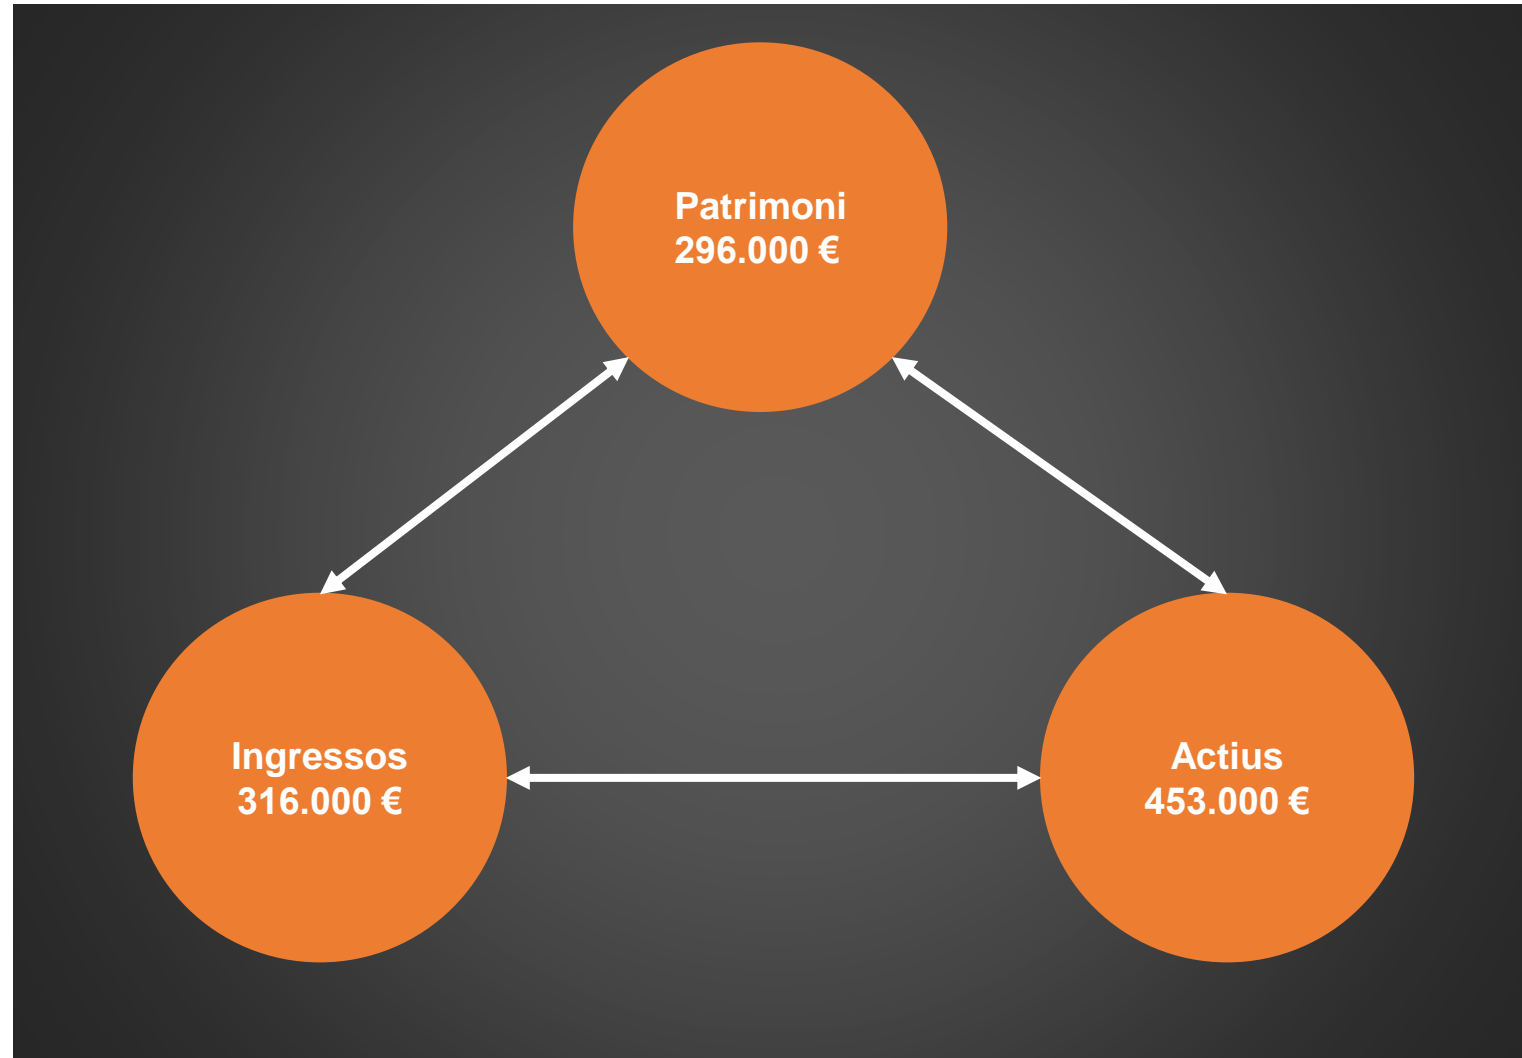 Patrimoni
296.000 €
Ingressos
316.000 €
Actius
453.000 €